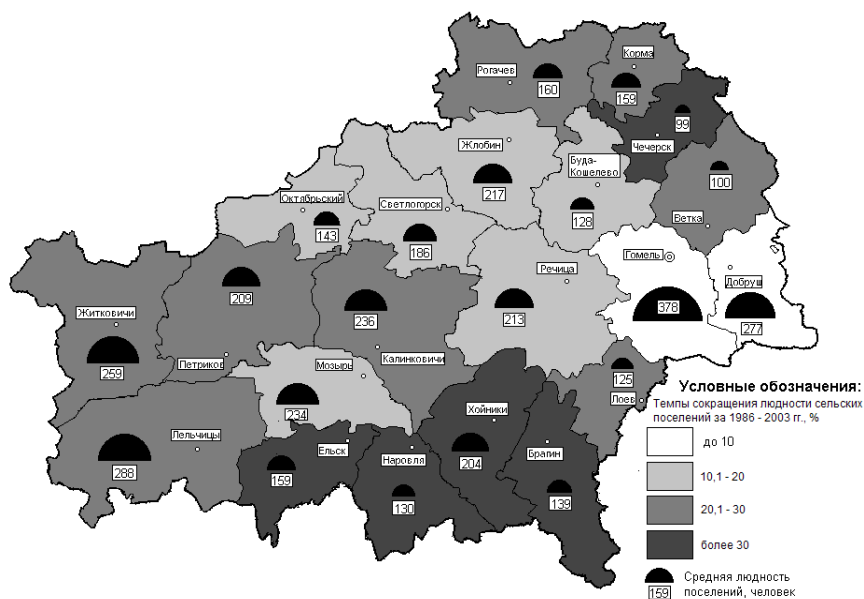 Корма
Рогачев
160
159
99
Чечерск
Жлобин
217
Буда-
Кошелево
128
100
Ветка
Октябрьский
143
Светлогорск
186
Гомель
378
Добруш
277
Речица
213
209
Петриков
236
Калинковичи
Житковичи
259
Мозырь
234
125
Лоев
Лельчицы
288
Ельск
159
Наровля
130
Хойники
204
Брагин
139
Условные обозначения:
Темпы сокращения людности сельских
поселений за 1986 - 2003 гг., %
до 10
10,1 - 20
20,1 - 30
более 30
Средняя людность
поселений, человек
159